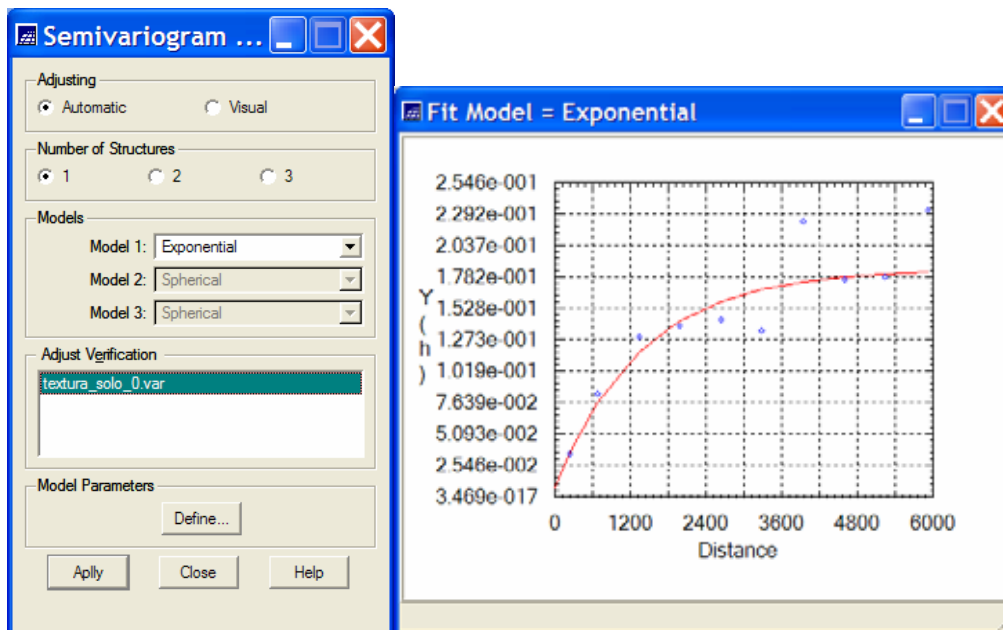 Semivariogram ...
Adjusting
Automatic Visual
Number of Structures
1 2 3
Models
Model 1: Exponential
Model 2: Spherical
Model 3: Spherical
Adjust Verification
textura_solo_0.var
Model Parameters
Define...
Aplly Close Help
Fit Model = Exponential
2.546e-001
2.292e-001
2.037e-001
1.782e-001
1.528e-001
1.273e-001
1.019e-001
7.639e-002
5.093e-002
2.546e-002
3.469e-017
Y(h)
0 1200 2400 3600 4800 6000
Distance